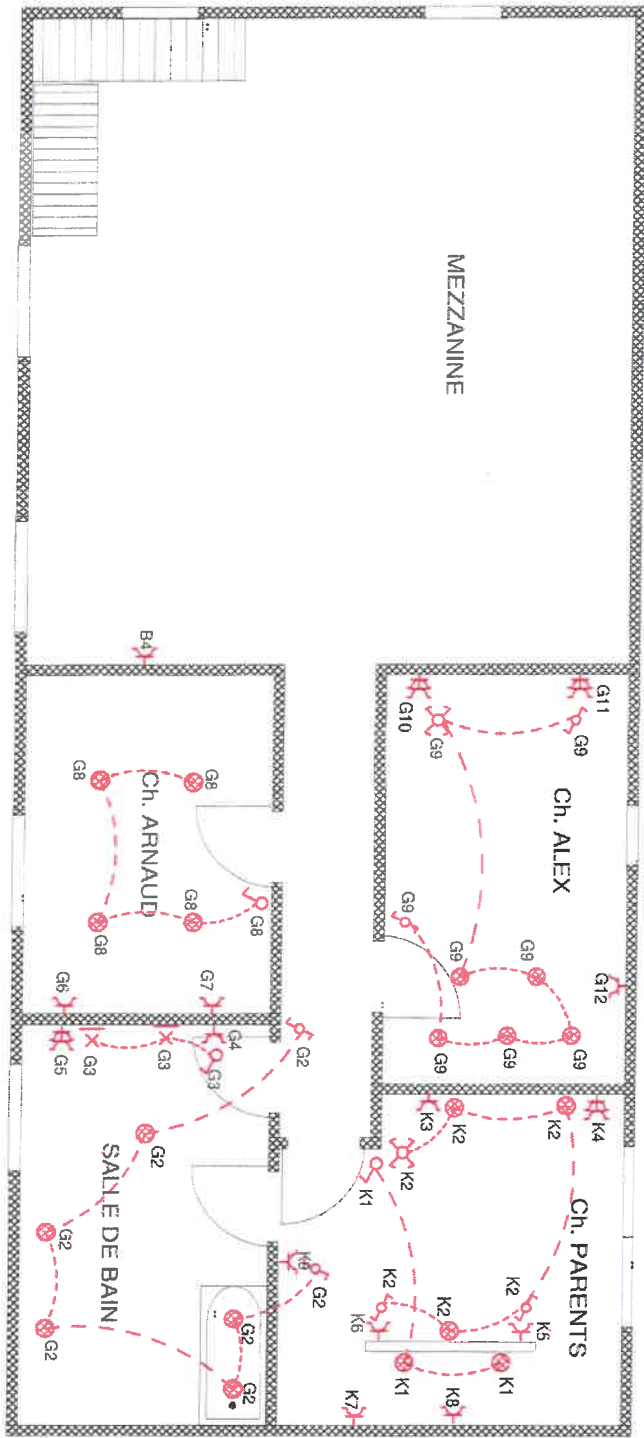 MEZZANINE
B4
G11
G10
G9
G9
Ch. ALEX
G9
G12
G9
G9
G9
G9
G9
Ch. ARNAUD
G8
G8
G8
G8
G8
G6
G7
G4
G5
G3
G3
G3
G2
SALLE DE BAIN
G2
G2
G2
G2
G2
G2
K3
K4
K2
K2
K2
K1
Ch. PARENTS
K2
K2
K2
K6
K5
K1
K1
K7
K8